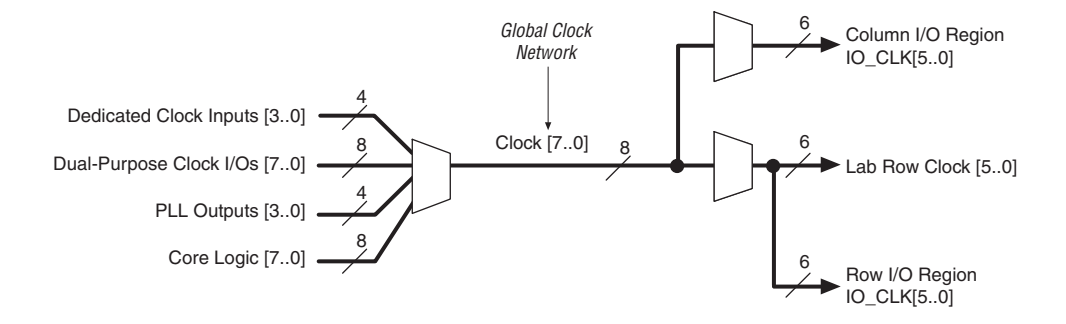 Global Clock
Network
6
Column I/O Region
IO_CLK[5..0]
4
Dedicated Clock Inputs [3..0]
Clock [7..0]
8
8
Dual-Purpose Clock I/Os [7..0]
6
Lab Row Clock [5..0]
4
PLL Outputs [3..0]
8
Core Logic [7..0]
6
Row I/O Region
IO_CLK[5..0]